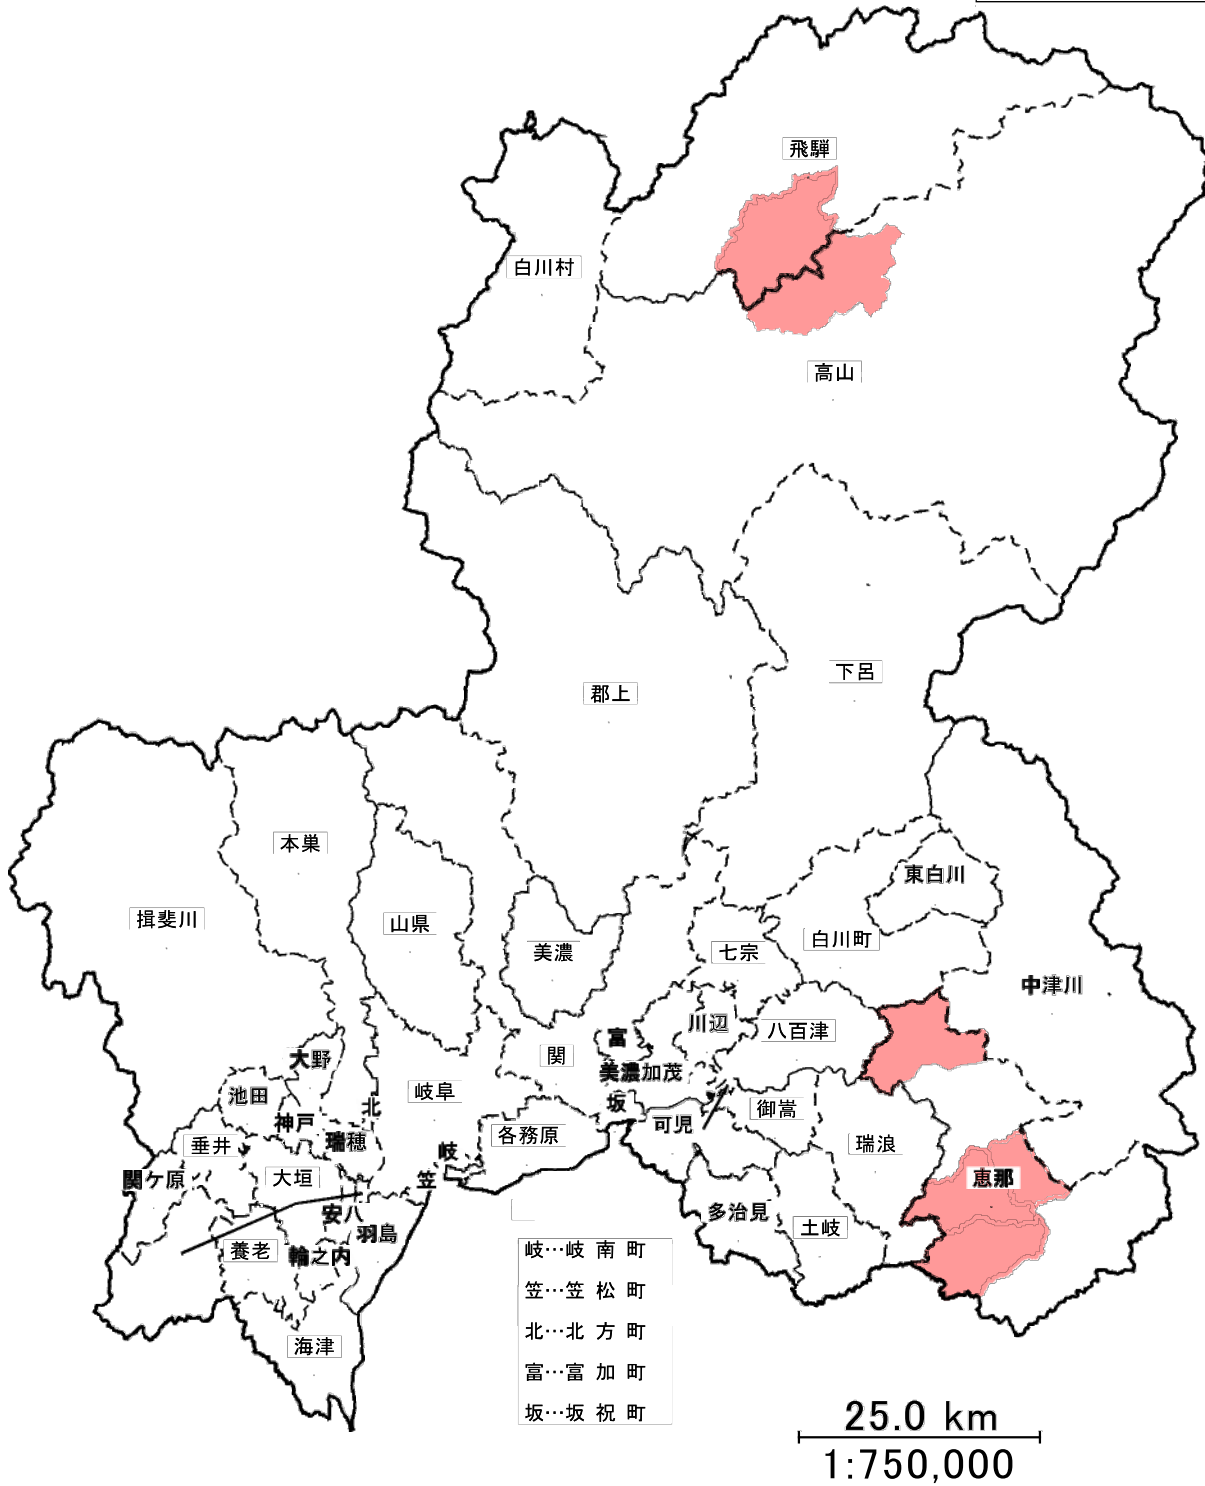 飛騨
白川村
高山
下呂
郡上
本巣
東白川
揖斐川
山県
白川町
美濃
七宗
中津川
川辺
八百津
富
関
大野
美濃加茂
池田
岐阜
北
坂
御嵩
神戸
可児
各務原
瑞穂
瑞浪
垂井
岐
関ケ原
大垣
笠
恵那
安八
多治見
羽島
土岐
養老
輪之内
岐…岐南町
笠…笠松町
北…北方町
富…富加町
坂…坂祝町
海津
25.0 km
1:750,000